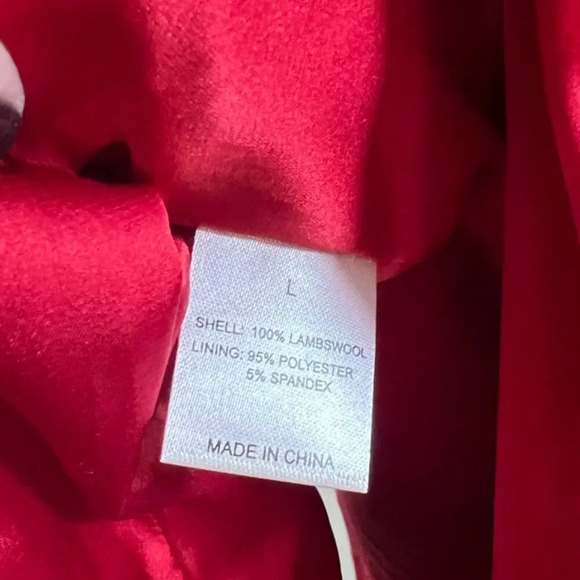 L
SHELL: 100% LAMBSWOOL
LINING: 95% POLYESTER
5% SPANDEX
MADE IN CHINA